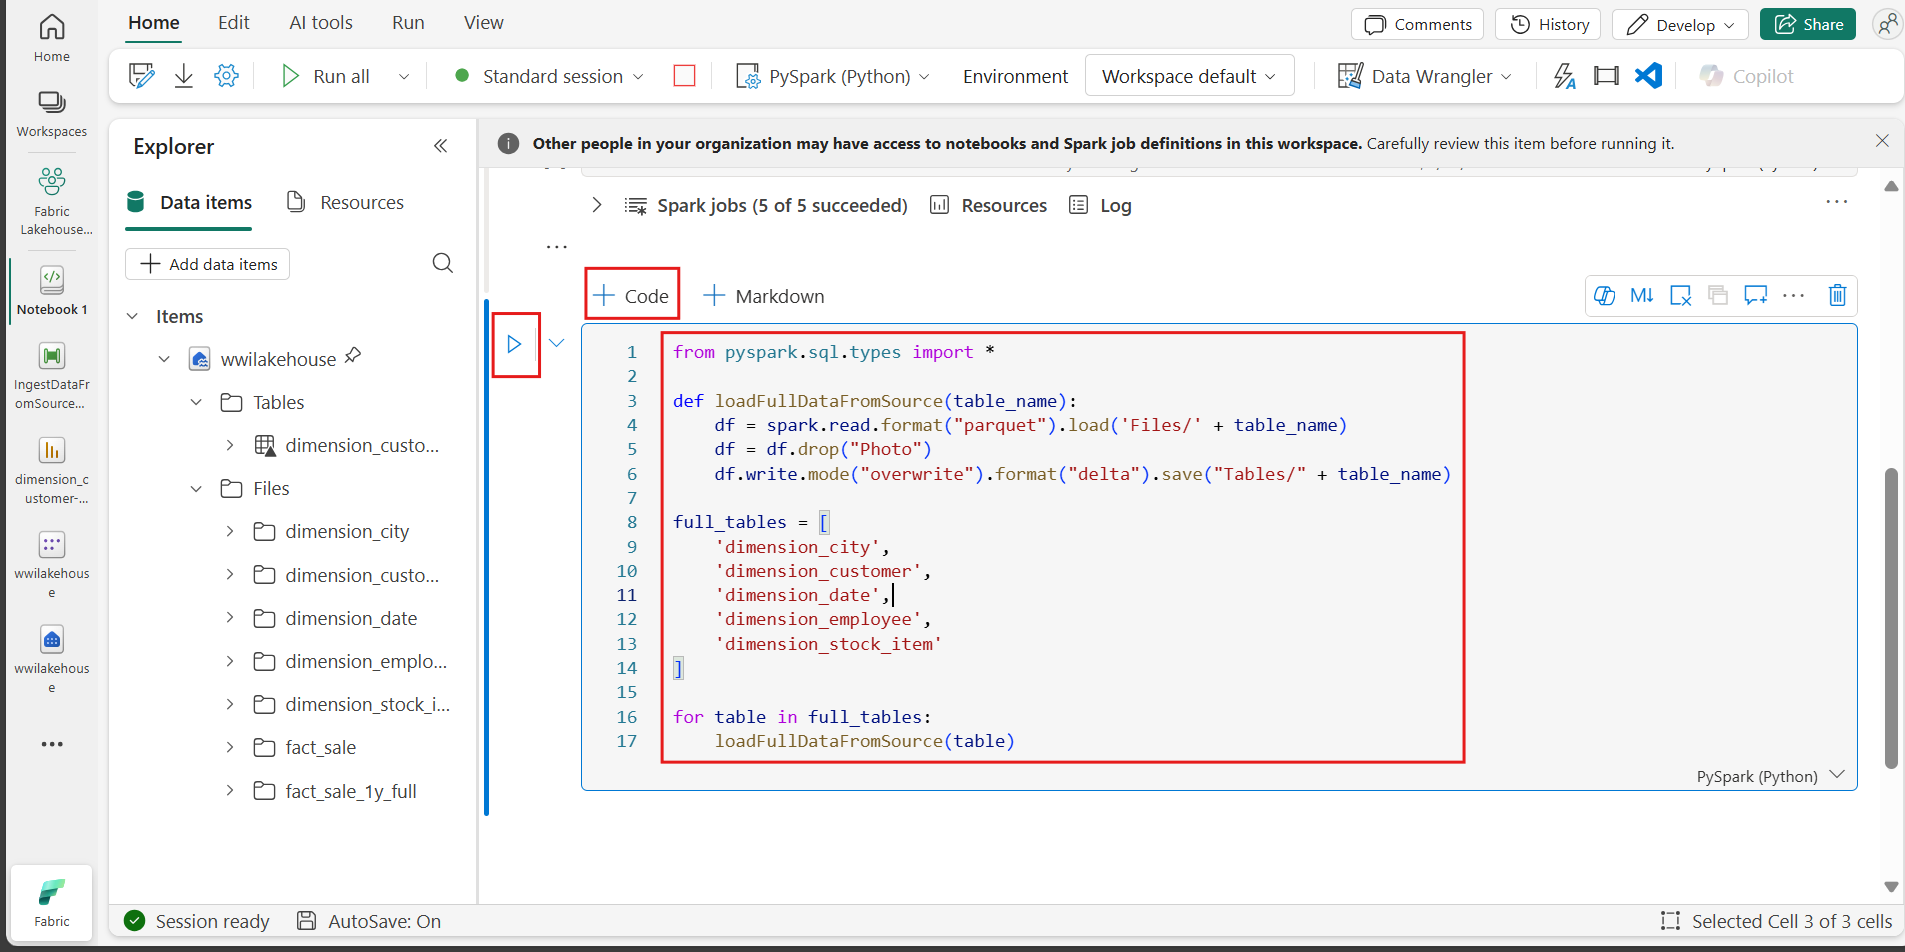 Home
Edit
AI tools
Run
View
Comments
History
Develop
Share
Run all
Standard session
PySpark (Python)
Environment
Workspace default
Data Wrangler
Copilot
Home
Workspaces
Fabric
Lakehouse...
Notebook 1
IngestDataFr
omSource...
dimension_c
ustomer-...
wwilakehous
e
wwilakehous
e
Fabric
Explorer
Data items
Resources
Add data items
Items
wwilakehouse
Tables
dimension_custo...
Files
dimension_city
dimension_custo...
dimension_date
dimension_emplo...
dimension_stock_i...
fact_sale
fact_sale_1y_full
Other people in your organization may have access to notebooks and Spark job definitions in this workspace. Carefully review this item before running it.
Spark jobs (5 of 5 succeeded)
Resources
Log
Code
Markdown
M↓
1 from pyspark.sql.types import *
2
3 def loadFullDataFromSource(table_name):
4     df = spark.read.format("parquet").load('Files/' + table_name)
5     df = df.drop("Photo")
6     df.write.mode("overwrite").format("delta").save("Tables/" + table_name)
7
8 full_tables = [
9     'dimension_city',
10     'dimension_customer',
11     'dimension_date',
12     'dimension_employee',
13     'dimension_stock_item'
14 ]
15
16 for table in full_tables:
17     loadFullDataFromSource(table)
PySpark (Python)
Session ready
AutoSave: On
Selected Cell 3 of 3 cells